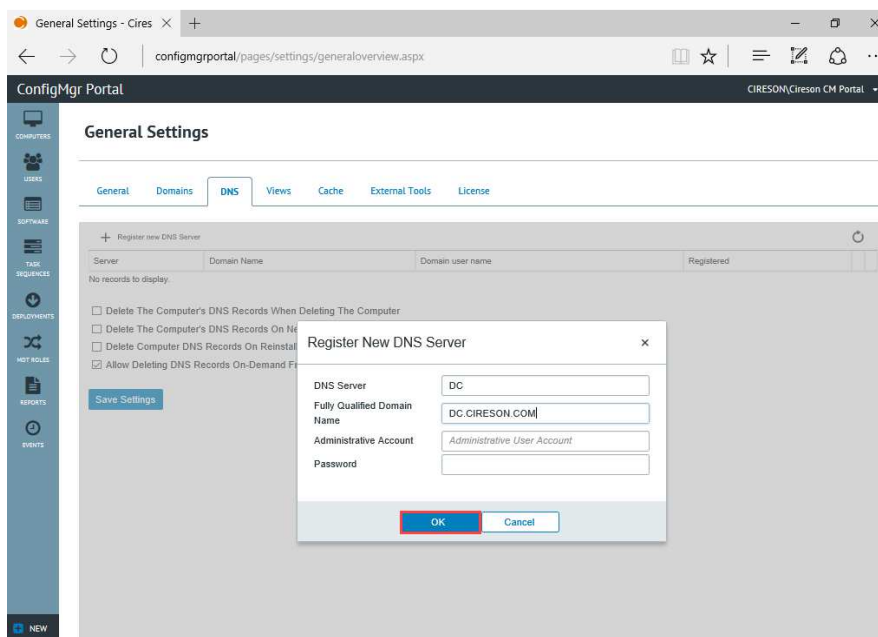 General Settings - Cires
configmgrportal/pages/settings/generaloverview.aspx
ConfigMgr Portal
CIRESON\Cireson CM Portal
COMPUTERS
USERS
SOFTWARE
TASK SEQUENCES
DEPLOYMENTS
MDT ROLES
REPORTS
EVENTS
NEW
General Settings
General Domains DNS Views Cache External Tools License
Register new DNS Server
Server Domain Name Domain user name Registered
No records to display.
Delete The Computer's DNS Records When Deleting The Computer
Delete The Computer's DNS Records On Ne
Delete Computer DNS Records On Reinstal
Allow Deleting DNS Records On-Demand Fr
Save Settings
Register New DNS Server
DNS Server DC
Fully Qualified Domain Name DC.CIRESON.COM
Administrative Account Administrative User Account
Password
OK Cancel